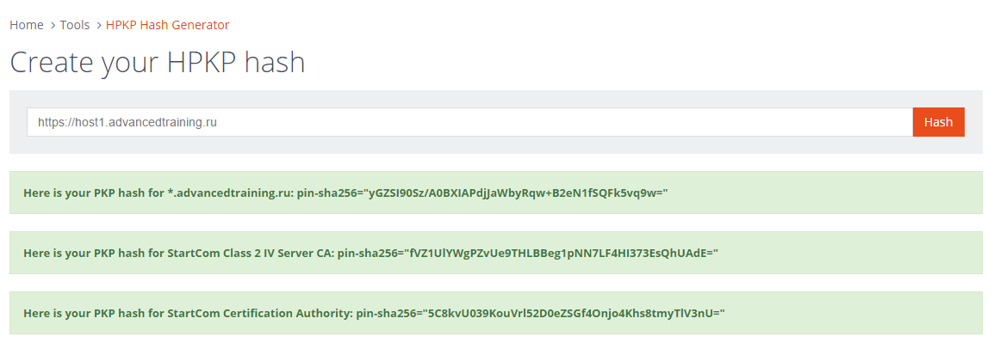 Home > Tools > HPKP Hash Generator
Create your HPKP hash
https://host1.advancedtraining.ru Hash
Here is your PKP hash for *.advancedtraining.ru: pin-sha256="yGZSI90Sz/A0BXIAPdjJaWbyRqw+B2eN1fSQFk5vq9w="
Here is your PKP hash for StartCom Class 2 IV Server CA: pin-sha256="fVZ1UlYWgPZvUe9THLBBeg1pNN7LF4HI373EsQhUAdE="
Here is your PKP hash for StartCom Certification Authority: pin-sha256="5C8kvU039KouVrl52D0eZSGf4Onjo4Khs8tmyTlV3nU="